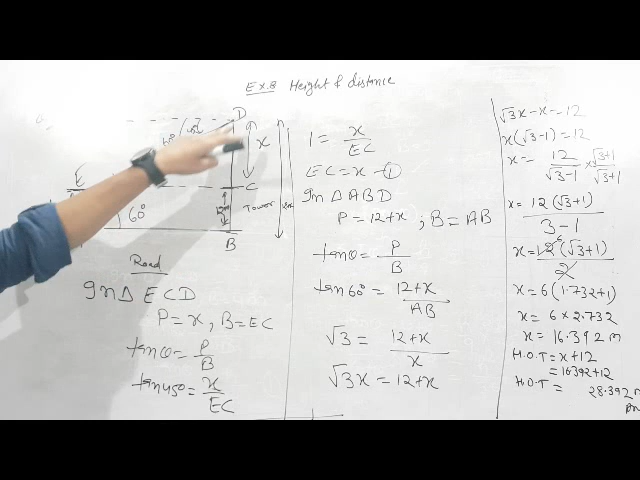 Ex.8 Height & distance
D
60°
45°
x
E
C
60°
Tower
B
Road
In Δ ECD
P = x, B = EC
tanθ = P/B
tan45° = x/EC
1 = x/EC
EC = x - ①
In Δ ABD
P = 12+x ; B = AB
tanθ = P/B
tan60° = 12+x/AB
√3 = 12+x/x
√3x = 12+x
√3x - x = 12
x(√3-1) = 12
x = 12/√3-1 × √3+1/√3+1
x = 12(√3+1)/3-1
x = 12 6 (√3+1)/2
x = 6(1.732+1)
x = 6 × 2.732
x = 16.392 m
H.O.T = x+12
= 16.392+12
H.O.T = 28.392 m